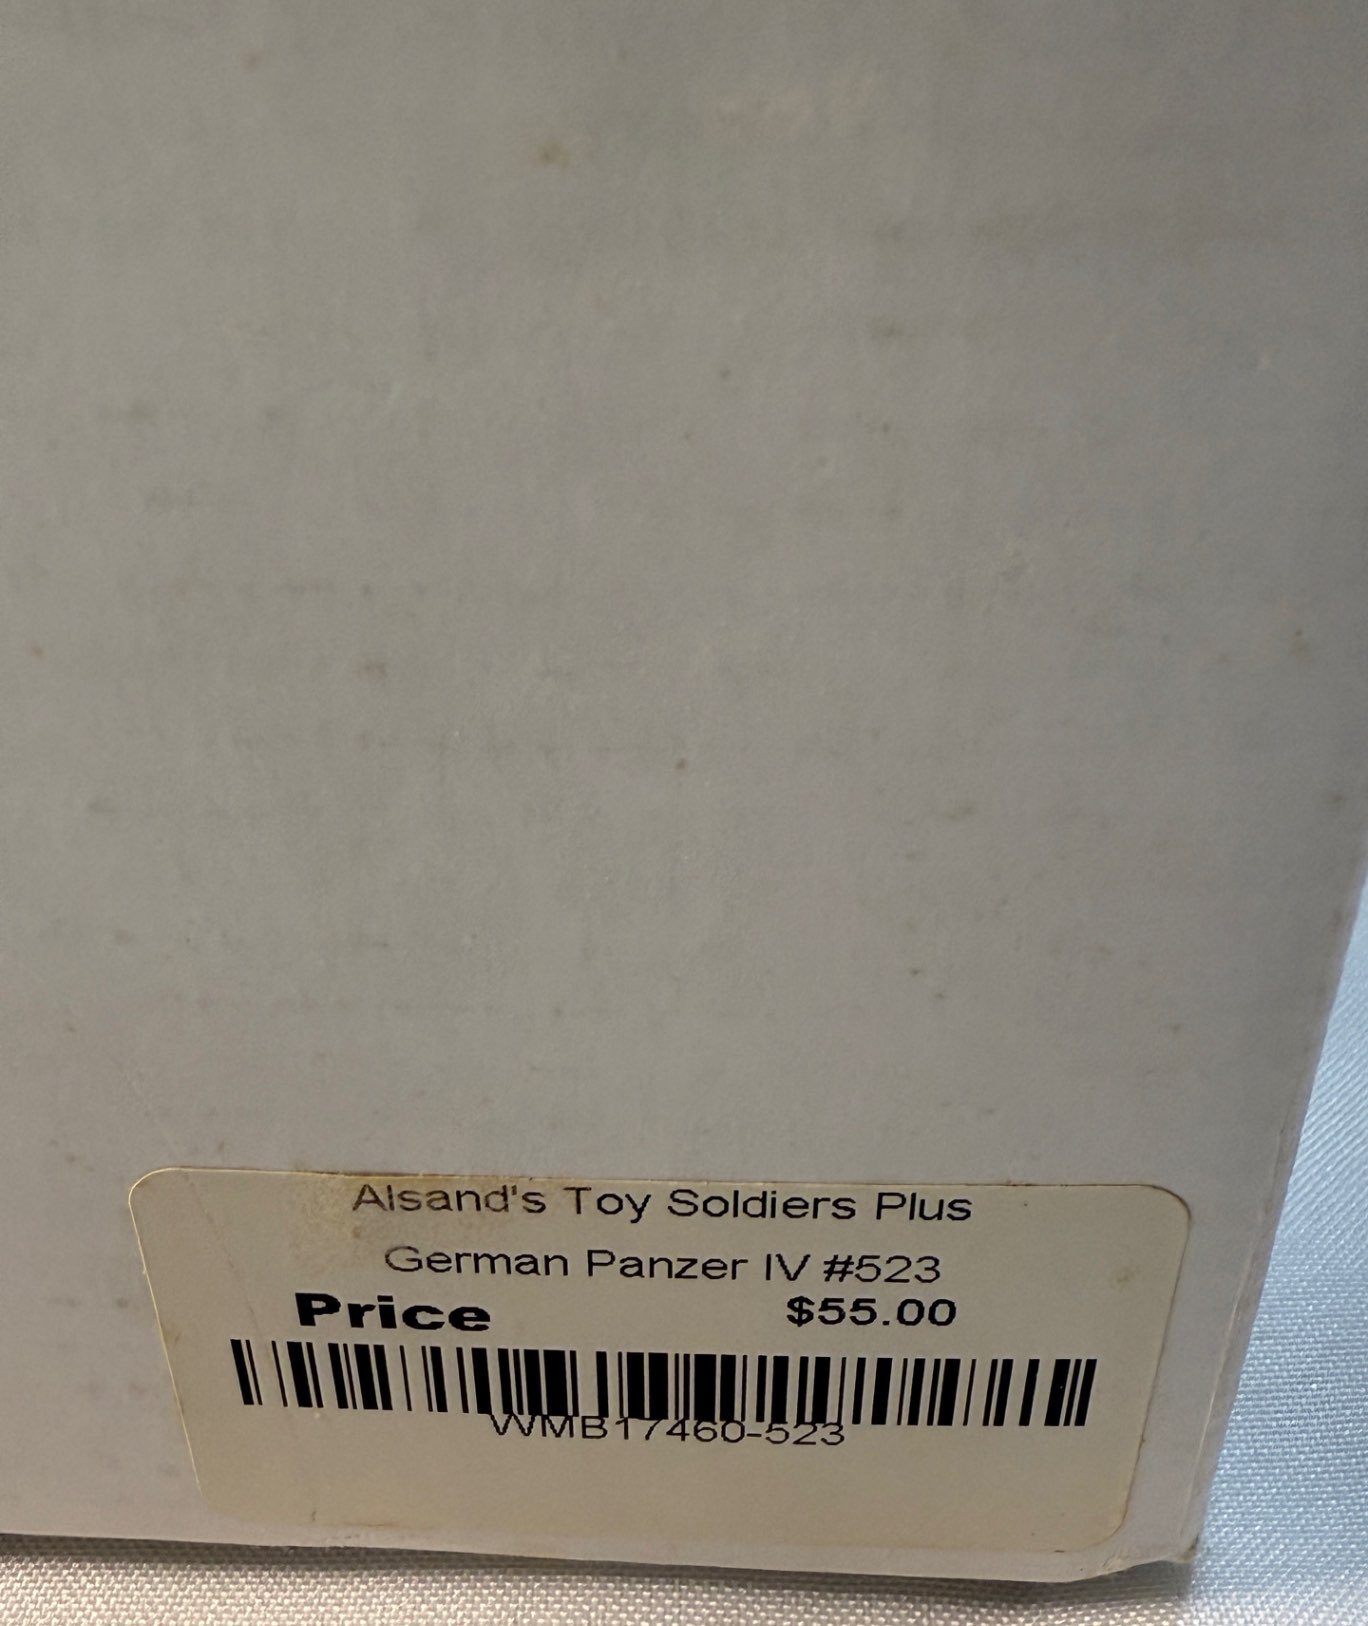 Alsand's Toy Soldiers Plus
German Panzer IV #523
Price $55.00
WMB17460-523